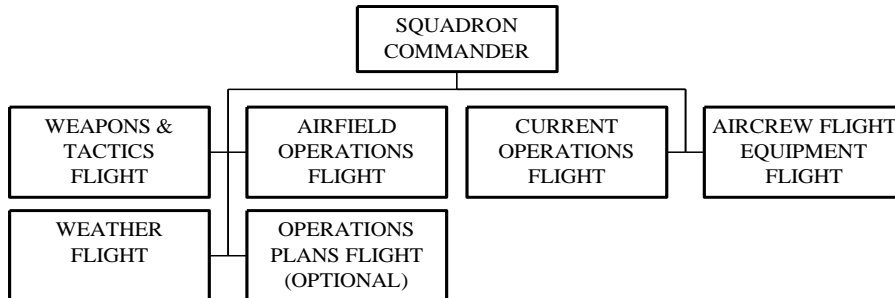 SQUADRON
COMMANDER
WEAPONS &
TACTICS
FLIGHT
AIRFIELD
OPERATIONS
FLIGHT
CURRENT
OPERATIONS
FLIGHT
AIRCREW FLIGHT
EQUIPMENT
FLIGHT
WEATHER
FLIGHT
OPERATIONS
PLANS FLIGHT
(OPTIONAL)